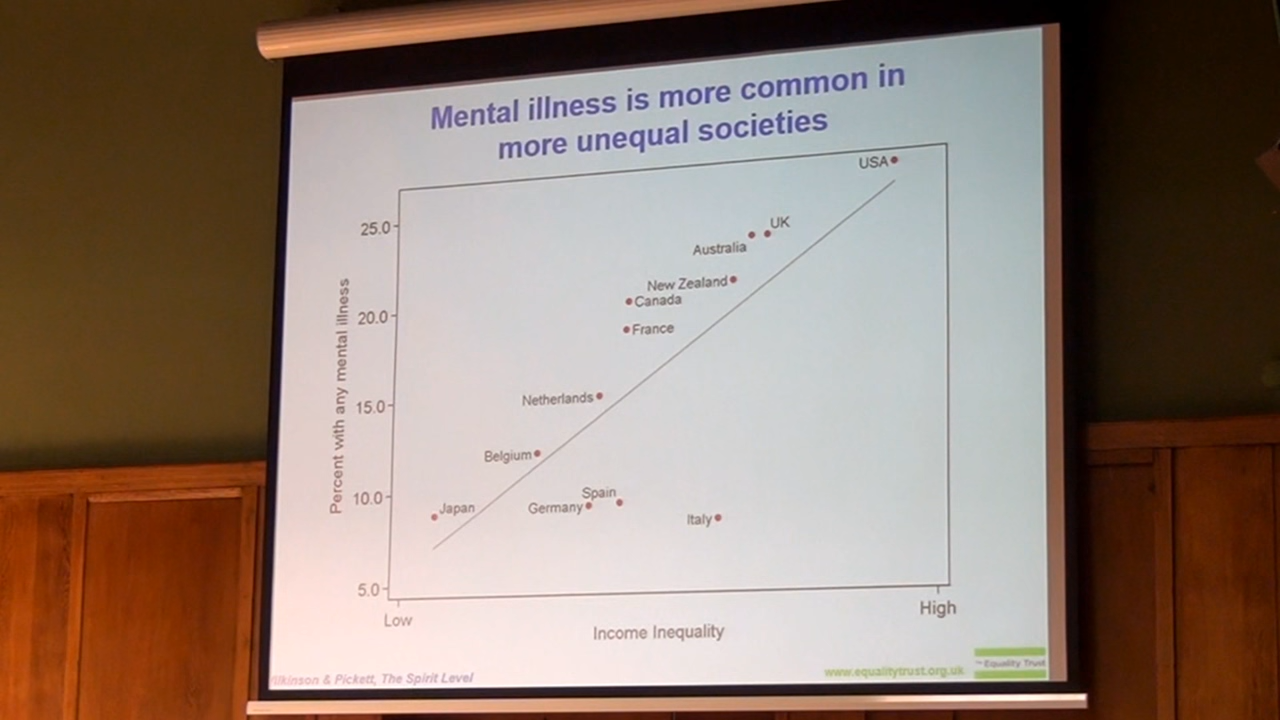 Mental illness is more common in
more unequal societies
USA
25.0
UK
Australia
New Zealand
Canada
20.0
France
Percent with any mental illness
Netherlands
15.0
Belgium
Spain
10.0
Japan
Germany
Italy
5.0
Low
High
Income Inequality
& Pickett, The Spirit Level
www.equalitytrust.org.uk
The Equality Trust